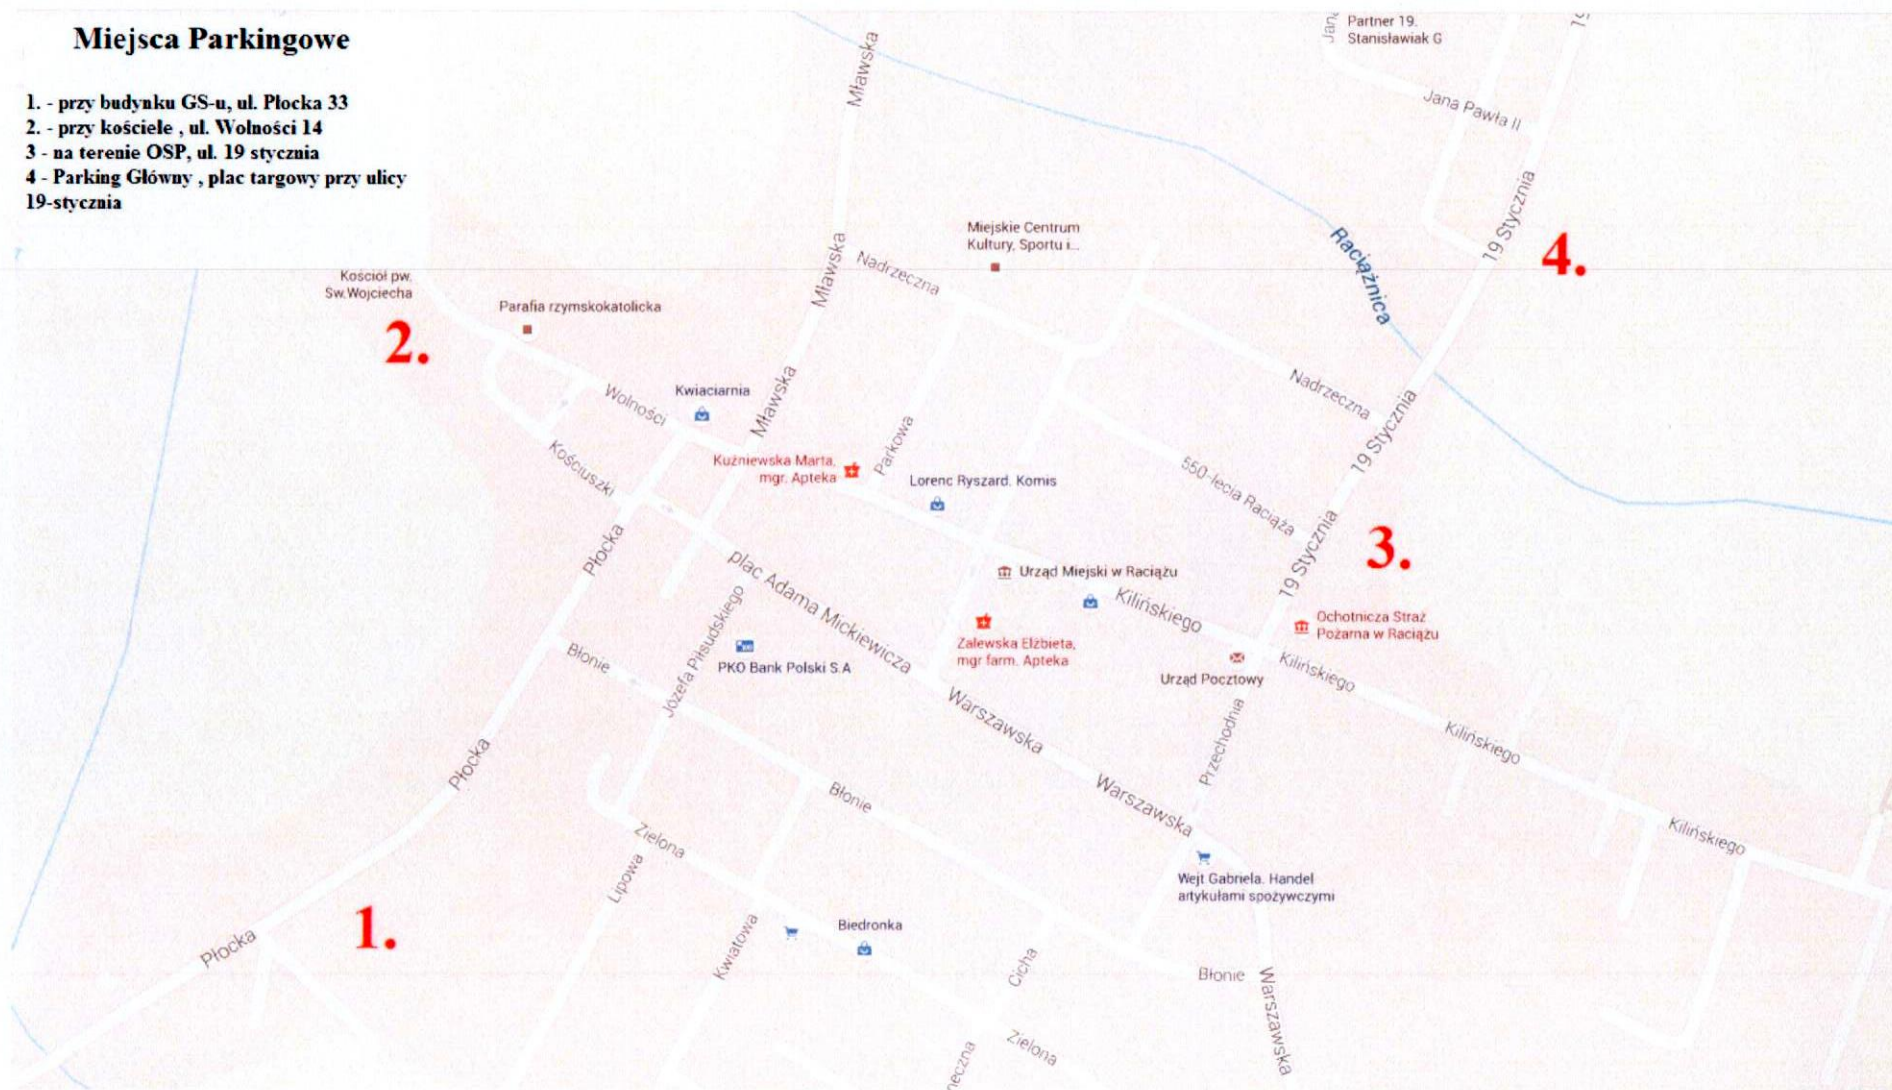 Miejsca Parkingowe
1. - przy budynku GS-u, ul. Płocka 33
2. - przy kościele , ul. Wolności 14
3 - na terenie OSP, ul. 19 stycznia
4 - Parking Główny , plac targowy przy ulicy
19-stycznia
Partner 19.
Stanisławiak G
Jana Pawła II
Mławska
19 Stycznia
4.
Raciążnica
Miejskie Centrum
Kultury, Sportu i...
Mławska
Nadrzeczna
Kościół pw.
Sw.Wojciecha
Parafia rzymskokatolicka
2.
Wolności
Kwiaciarnia
Mławska
Nadrzeczna
19 Stycznia
Kuźniewska Marta,
mgr. Apteka
Parkowa
Kościuszki
Lorenc Ryszard. Komis
550-lecia Raciąża
19 Stycznia
3.
Płocka
plac Adama Mickiewicza
Urząd Miejski w Raciążu
Kilińskiego
Ochotnicza Straż
Pożarna w Raciążu
Józefa Piłsudskiego
Błonie
PKO Bank Polski S.A
Zalewska Elżbieta,
mgr farm. Apteka
Urząd Pocztowy
Kilińskiego
Warszawska
Przechodnia
Kilińskiego
Płocka
Błonie
Warszawska
Zielona
Kilińskiego
Lipowa
Wejt Gabriela. Handel
artykułami spożywczymi
1.
Płocka
Kwiatowa
Biedronka
Cicha
Błonie
Warszawska
Zielona